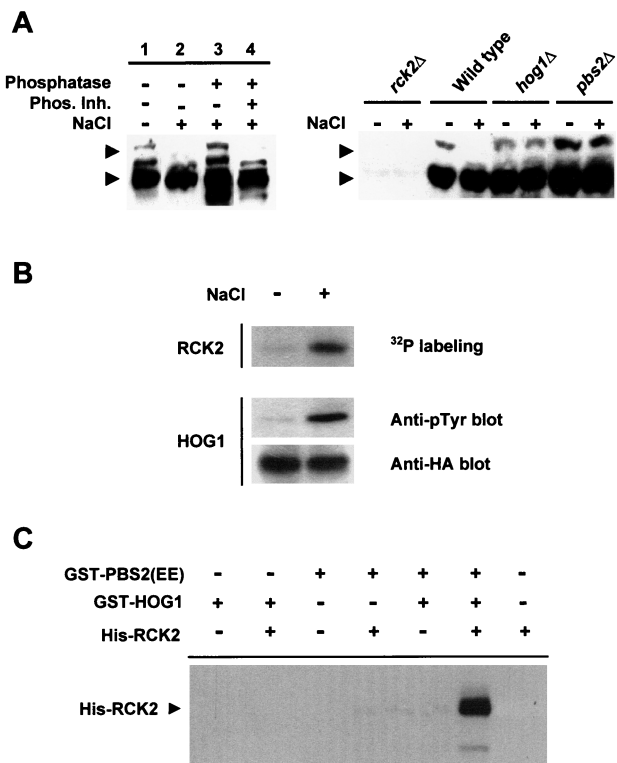 A
1 2 3 4
Phosphatase - - + +
Phos. Inh. - - - +
NaCl - + + +
rck2Δ Wild type hog1Δ pbs2Δ
NaCl - + - + - + - +
B
NaCl - +
RCK2 32P labeling
HOG1
Anti-pTyr blot
Anti-HA blot
C
GST-PBS2(EE) - - + + + + -
GST-HOG1 + + - - + + -
His-RCK2 - + - + - + +
His-RCK2